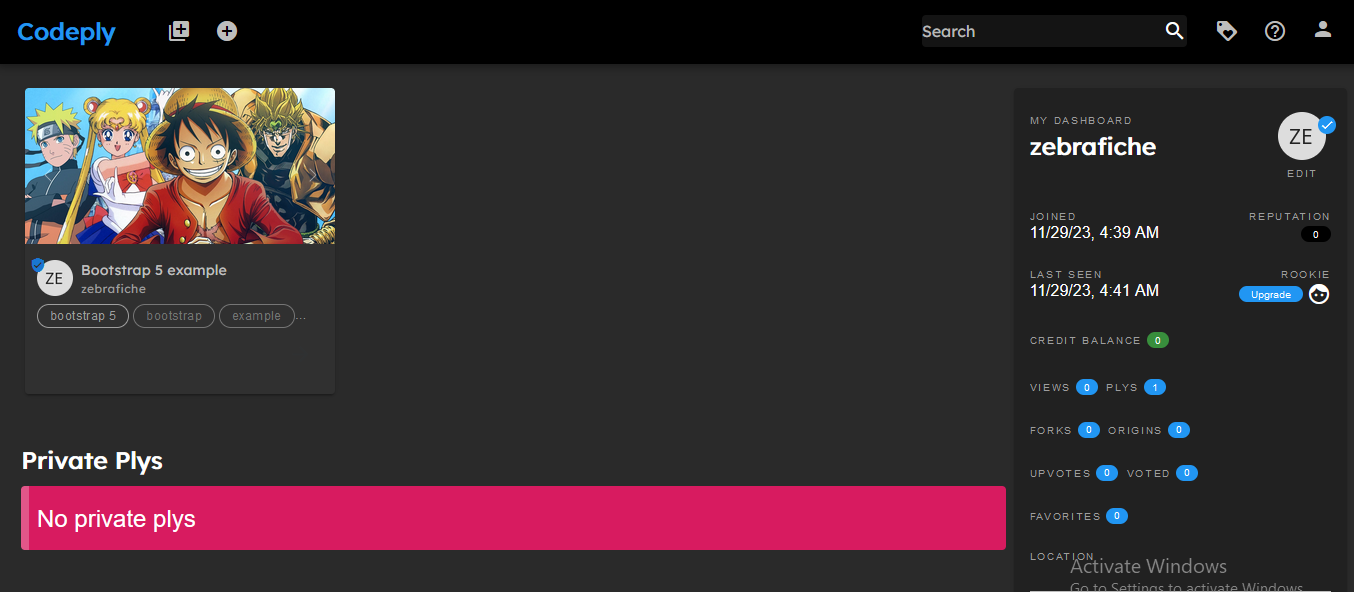 Codeply
Search
Bootstrap 5 example
ZE
zebrafiche
bootstrap 5 bootstrap example ...
Private Plys
No private plys
MY DASHBOARD
zebrafiche
ZE
EDIT
JOINED
11/29/23, 4:39 AM
REPUTATION
0
LAST SEEN
11/29/23, 4:41 AM
ROOKIE
Upgrade
CREDIT BALANCE 0
VIEWS 0 PLYS 1
FORKS 0 ORIGINS 0
UPVOTES 0 VOTED 0
FAVORITES 0
LOCATION
Activate Windows
Go to Settings to activate Windows.